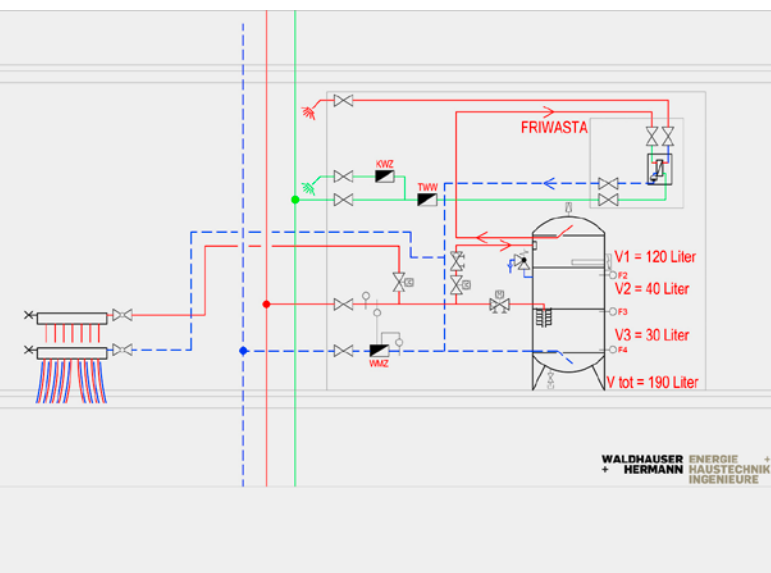 FRIWASTA
KWZ
TWW
V1 = 120 Liter
F2
V2 = 40 Liter
F3
V3 = 30 Liter
F4
WMZ
V tot = 190 Liter
WALDHAUSER ENERGIE +
+ HERMANN HAUSTECHNIK
INGENIEURE